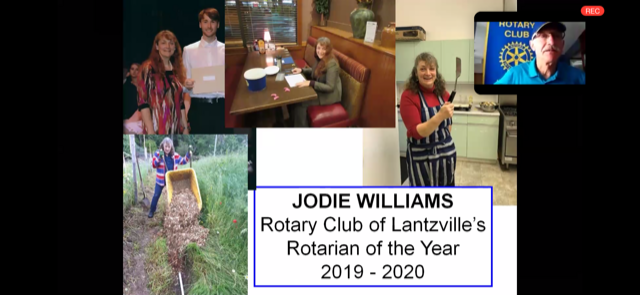 REC
ROTARY
CLUB
JODIE WILLIAMS
Rotary Club of Lantzville's
Rotarian of the Year
2019 - 2020